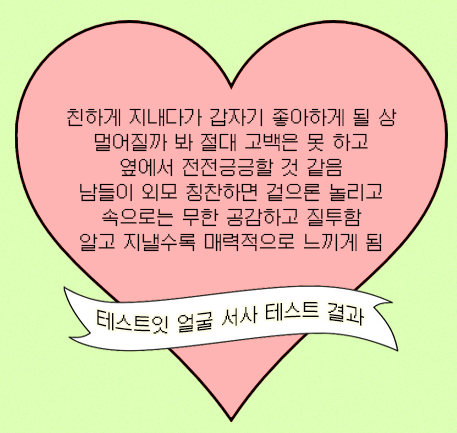 친하게 지내다가 갑자기 좋아하게 될 상
멀어질까 봐 절대 고백은 못 하고
옆에서 전전긍긍할 것 같음
남들이 외모 칭찬하면 겉으론 놀리고
속으로는 무한 공감하고 질투함
알고 지낼수록 매력적으로 느끼게 됨
테스트잇 얼굴 서사 테스트 결과